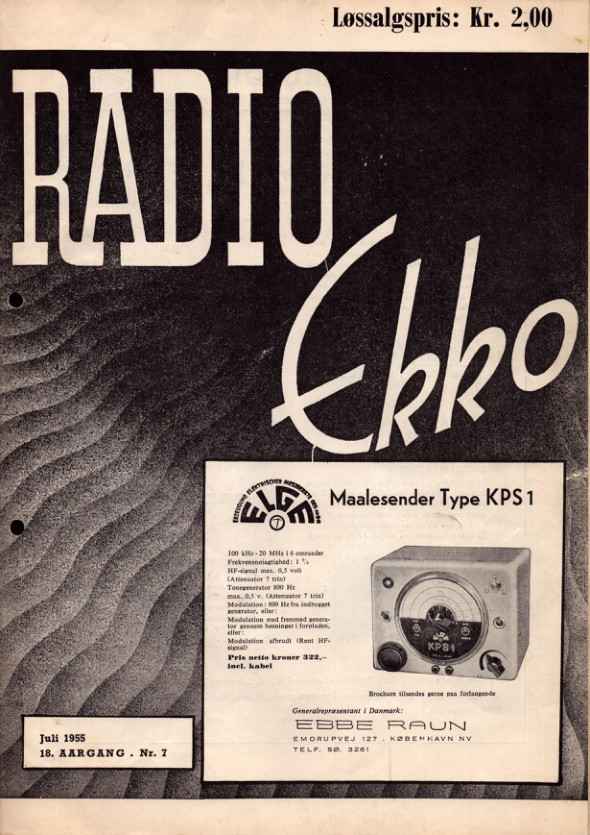 Løssalgspris: Kr. 2,00
RADIO
Ekko
ELGE
Maalesender Type KPS 1
100 kHz - 20 MHz i 6 omraader
Frekvensnøjagtighed: 1 %
HF-signal max. 0,5 volt
(Attenuator 7 trin)
Tonegenerator 800 Hz
max. 0,5 v. (Attenuator 7 trin)
Modulation: 800 Hz fra indbygget
generator, eller:
Modulation med fremmed genera-
tor gennem bøsninger i forpladen,
eller:
Modulation afbrudt (Rent HF-
signal)
Pris netto kroner 322,–
incl. kabel
KPS 1
Brochure tilsendes gerne paa forlangende
Generalrepræsentant i Danmark:
EBBE RAUN
EMDRUPVEJ 127 . KØBENHAVN NV
TELF. SØ. 3261
Juli 1955
18. AARGANG . Nr. 7